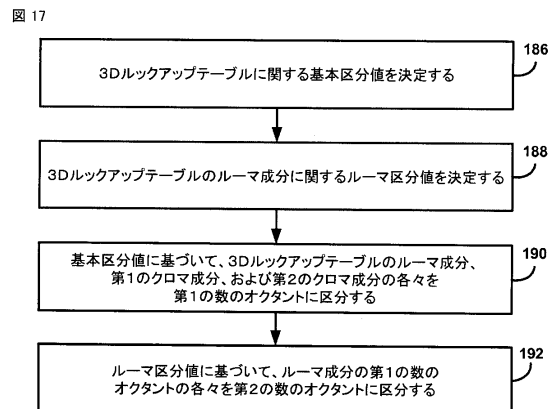 図 17
186
3Dルックアップテーブルに関する基本区分値を決定する
188
3Dルックアップテーブルのルーマ成分に関するルーマ区分値を決定する
190
基本区分値に基づいて、3Dルックアップテーブルのルーマ成分、
第1のクロマ成分、および第2のクロマ成分の各々を
第1の数のオクタントに区分する
192
ルーマ区分値に基づいて、ルーマ成分の第1の数の
オクタントの各々を第2の数のオクタントに区分する